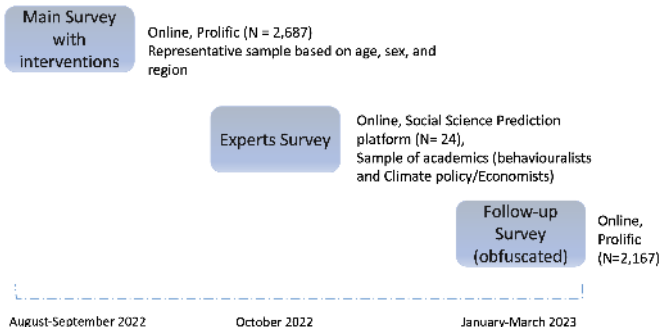 Main Survey
with
interventions
Online, Prolific (N = 2,687)
Representative sample based on age, sex, and
region
Experts Survey
Online, Social Science Prediction
platform (N= 24),
Sample of academics (behaviouralists
and Climate policy/Economists)
Follow-up
Survey
(obfuscated)
Online,
Prolific
(N=2,167)
August-September 2022
October 2022
January-March 2023